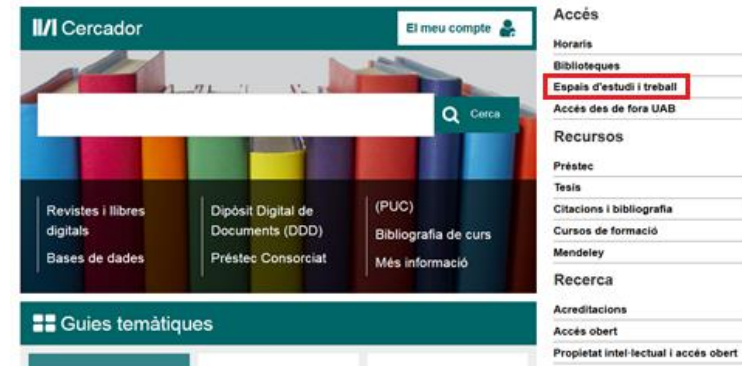 Cercador
El meu compte
Cerca
Revistes i llibres
digitals
Bases de dades
Dipòsit Digital de
Documents (DDD)
Préstec Consorciat
(PUC)
Bibliografia de curs
Més informació
Guies temàtiques
Accés
Horaris
Biblioteques
Espais d'estudi i treball
Accés des de fora UAB
Recursos
Préstec
Tesis
Citacions i bibliografia
Cursos de formació
Mendeley
Recerca
Acreditacions
Accés obert
Propietat intel·lectual i accés obert